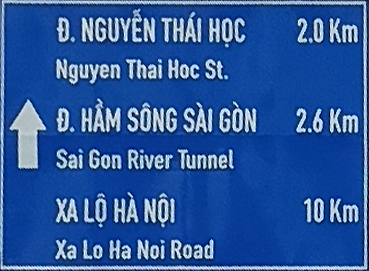 Đ. NGUYỄN THÁI HỌC 2.0 Km
Nguyen Thai Hoc St.
Đ. HẦM SÔNG SÀI GÒN 2.6 Km
Sai Gon River Tunnel
XA LỘ HÀ NỘI 10 Km
Xa Lo Ha Noi Road